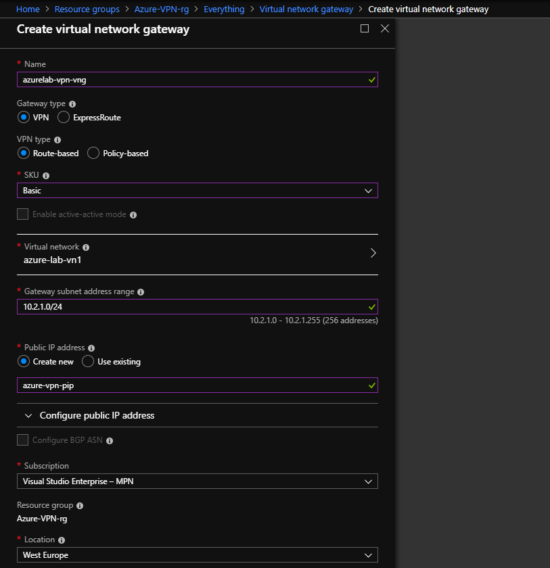 Home > Resource groups > Azure-VPN-rg > Everything > Virtual network gateway > Create virtual network gateway
Create virtual network gateway
* Name
azurelab-vpn-vng
Gateway type
VPN ExpressRoute
VPN type
Route-based Policy-based
* SKU
Basic
Enable active-active mode
* Virtual network
azure-lab-vn1
* Gateway subnet address range
10.2.1.0/24
10.2.1.0 - 10.2.1.255 (256 addresses)
* Public IP address
Create new Use existing
azure-vpn-pip
Configure public IP address
Configure BGP ASN
* Subscription
Visual Studio Enterprise – MPN
Resource group
Azure-VPN-rg
* Location
West Europe